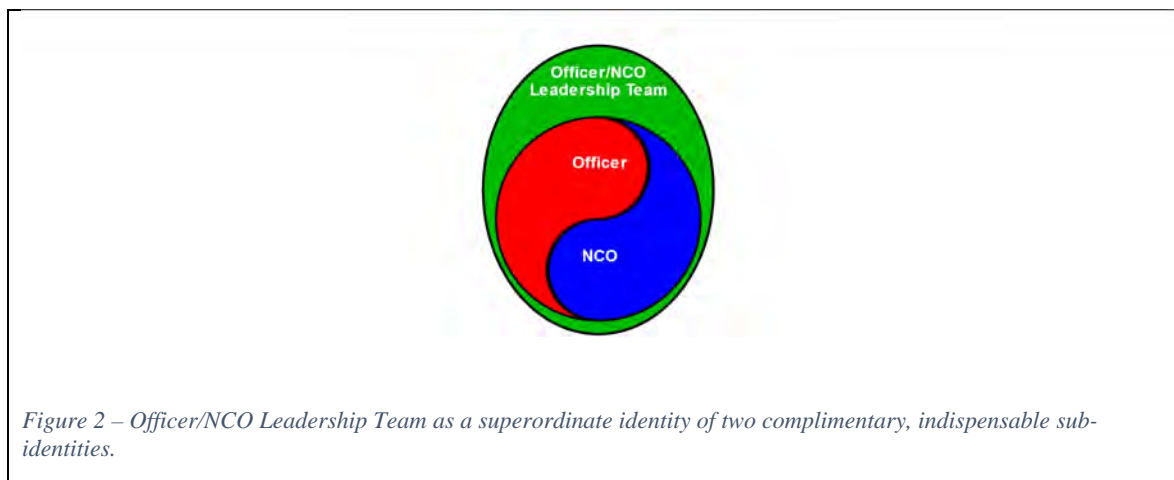 Officer/NCO
Leadership Team
Officer
NCO
Figure 2 – Officer/NCO Leadership Team as a superordinate identity of two complimentary, indispensable sub-
identities.